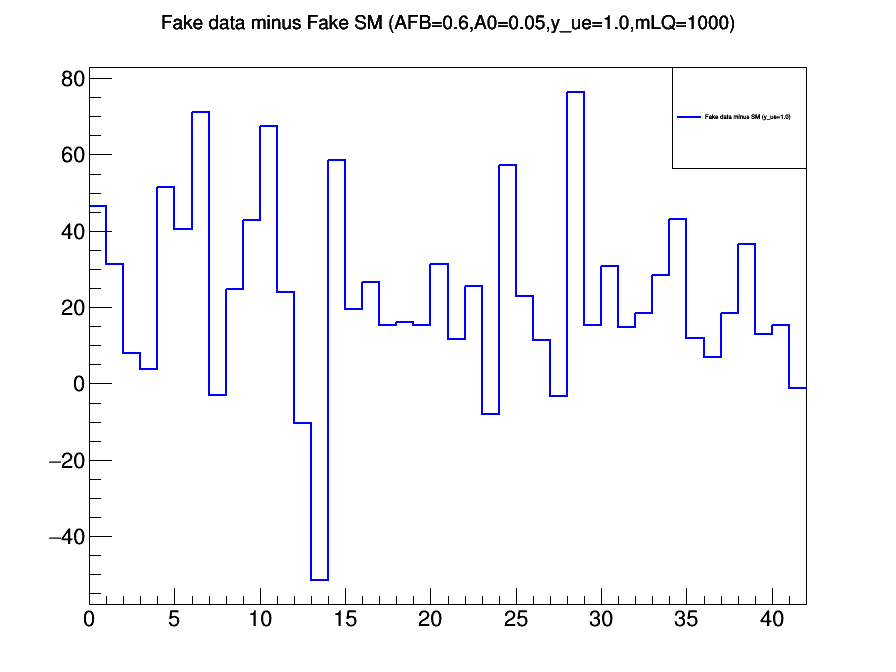 Fake data minus Fake SM (AFB=0.6,A0=0.05,y_ue=1.0,mLQ=1000)
80
60
40
20
0
−20
−40
Fake data minus SM (y_ue=1.0)
0 5 10 15 20 25 30 35 40